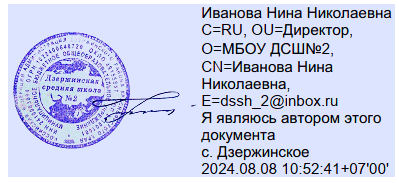 Дзержинская
средняя школа
№2
Иванова Нина Николаевна
C=RU, OU=Директор,
O=МБОУ ДСШ№2,
CN=Иванова Нина
Николаевна,
E=dssh_2@inbox.ru
Я являюсь автором этого
документа
с. Дзержинское
2024.08.08 10:52:41+07'00'